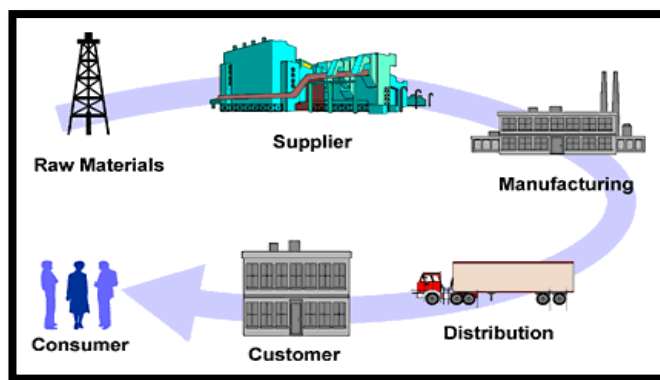 Raw Materials
Supplier
Manufacturing
Distribution
Customer
Consumer